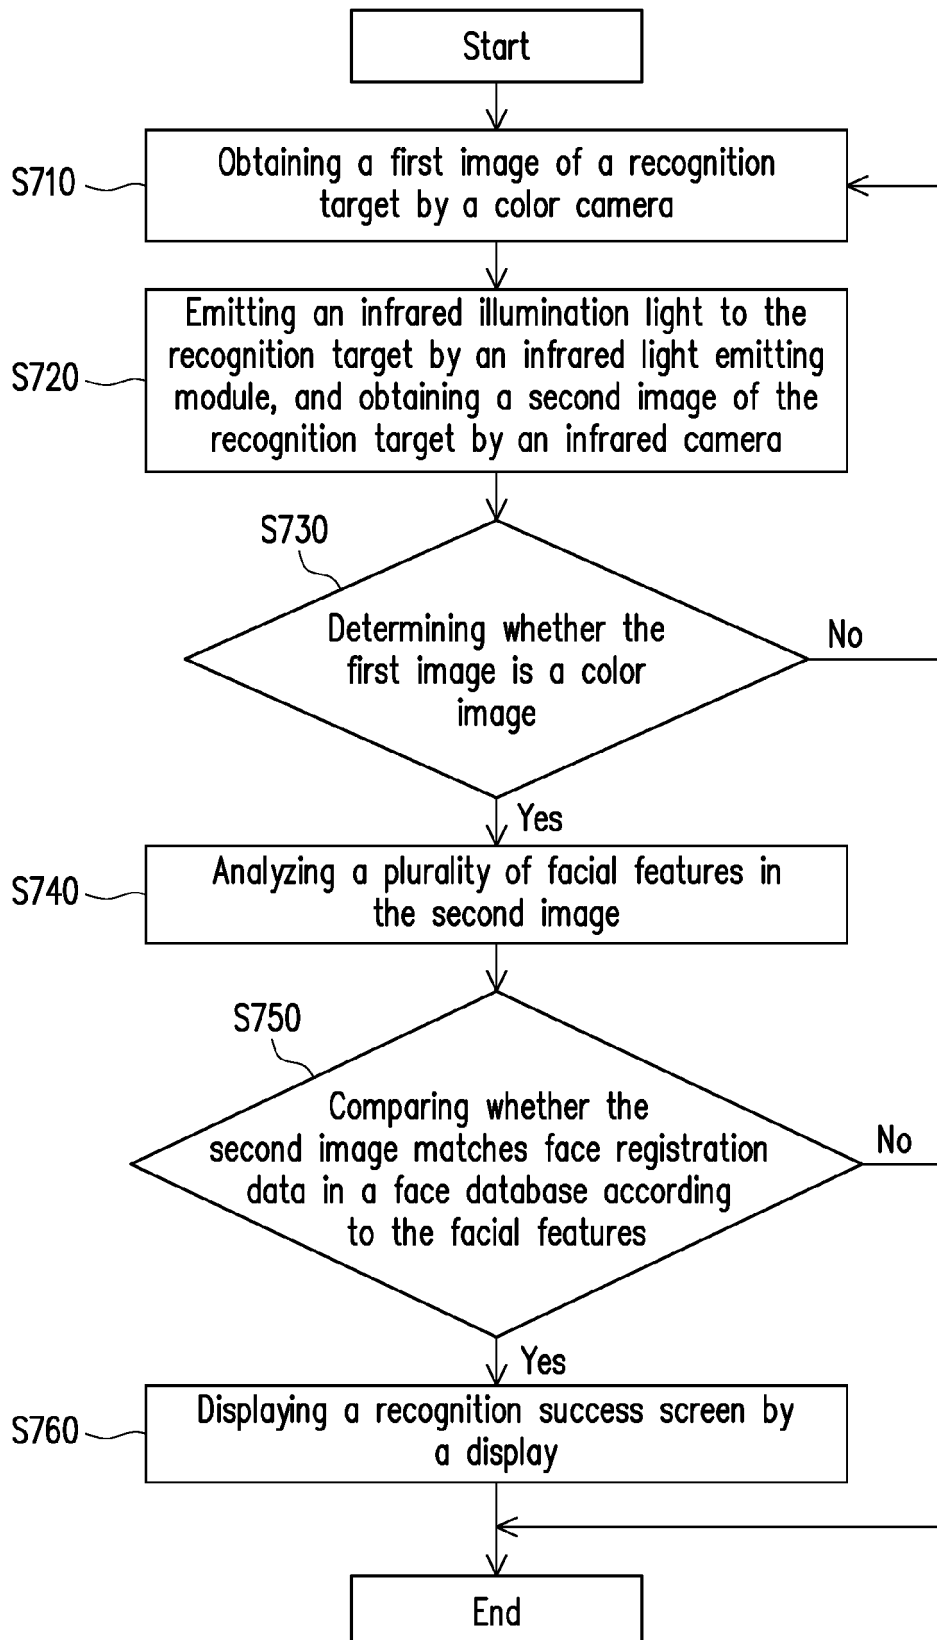 Start
S710
Obtaining a first image of a recognition
target by a color camera
S720
Emitting an infrared illumination light to the
recognition target by an infrared light emitting
module, and obtaining a second image of the
recognition target by an infrared camera
S730
Determining whether the
first image is a color
image
No
Yes
S740
Analyzing a plurality of facial features in
the second image
S750
Comparing whether the
second image matches face registration
data in a face database according
to the facial features
No
Yes
S760
Displaying a recognition success screen by
a display
End